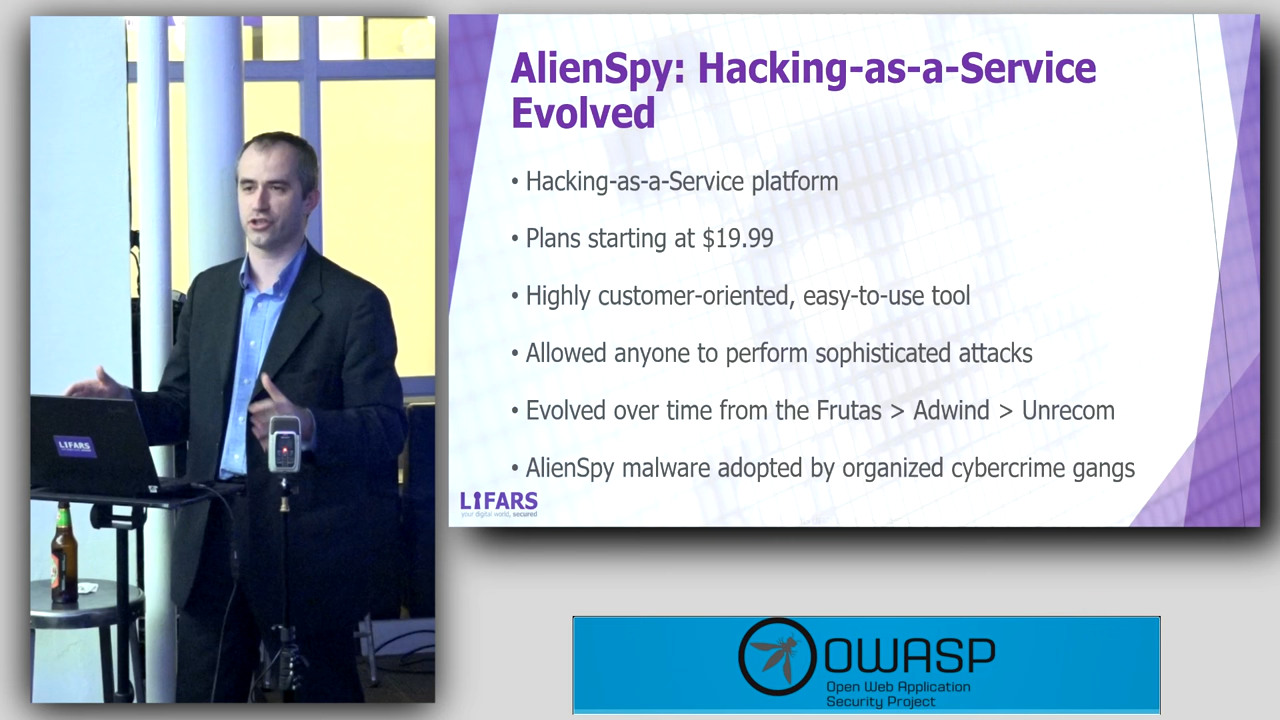 AlienSpy: Hacking-as-a-Service
Evolved
• Hacking-as-a-Service platform
• Plans starting at $19.99
• Highly customer-oriented, easy-to-use tool
• Allowed anyone to perform sophisticated attacks
• Evolved over time from the Frutas > Adwind > Unrecom
• AlienSpy malware adopted by organized cybercrime gangs
LIFARS
your digital world, secured
LIFARS
OWASP
Open Web Application
Security Project